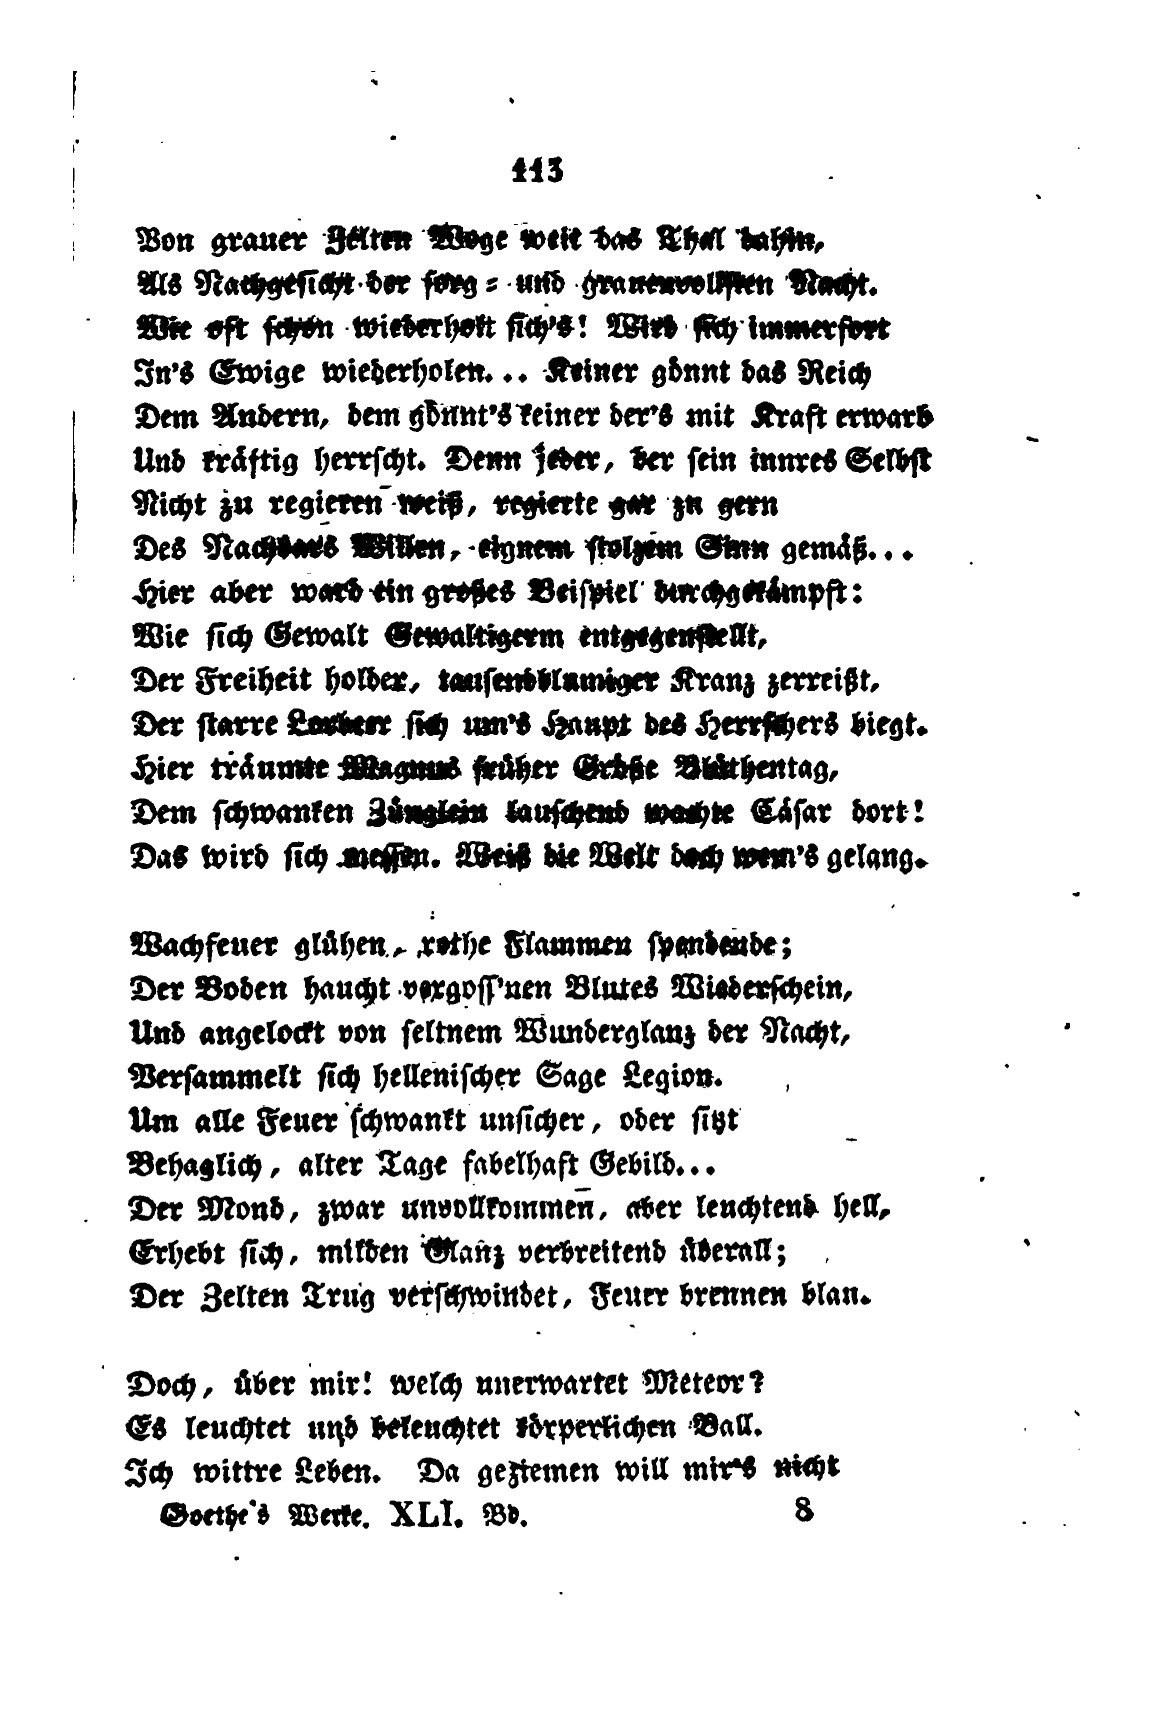 113
Von grauer Zelten Woge weit das Thal dahin,
Als Nachgesicht der sorg- und grauenvollsten Nacht.
Wie oft schon wiederholt sich's! Wird sich immerfort
In's Ewige wiederholen... Keiner gönnt das Reich
Dem Andern, dem gönnt's keiner der's mit Kraft erwarb
Und kräftig herrscht. Denn jeder, der sein innres Selbst
Nicht zu regieren weiß, regierte gar zu gern
Des Nachbars Willen, eignem stolzem Sinn gemäß...
Hier aber ward ein großes Beispiel durchgekämpft:
Wie sich Gewalt Gewaltigerm entgegenstellt,
Der Freiheit holder, tausendblumiger Kranz zerreißt,
Der starre Lorbeer sich um's Haupt des Herrschers biegt.
Hier träumte Magnus früher Größe Blüthentag,
Dem schwanken Zünglein lauschend wachte Cäsar dort!
Das wird sich messen. Weiß die Welt doch wem's gelang.
Wachfeuer glühen, rothe Flammen spendende;
Der Boden haucht vergoss'nen Blutes Wiederschein,
Und angelockt von seltnem Wunderglanz der Nacht,
Versammelt sich hellenischer Sage Legion.
Um alle Feuer schwankt unsicher, oder sitzt
Behaglich, alter Tage fabelhaft Gebild...
Der Mond, zwar unvollkommen, aber leuchtend hell,
Erhebt sich, milden Glanz verbreitend überall;
Der Zelten Trug verschwindet, Feuer brennen blau.
Doch, über mir! welch unerwartet Meteor?
Es leuchtet und beleuchtet körperlichen Ball.
Ich wittre Leben. Da geziemen will mir's nicht
Goethe's Werke. XLI. Bd. 8